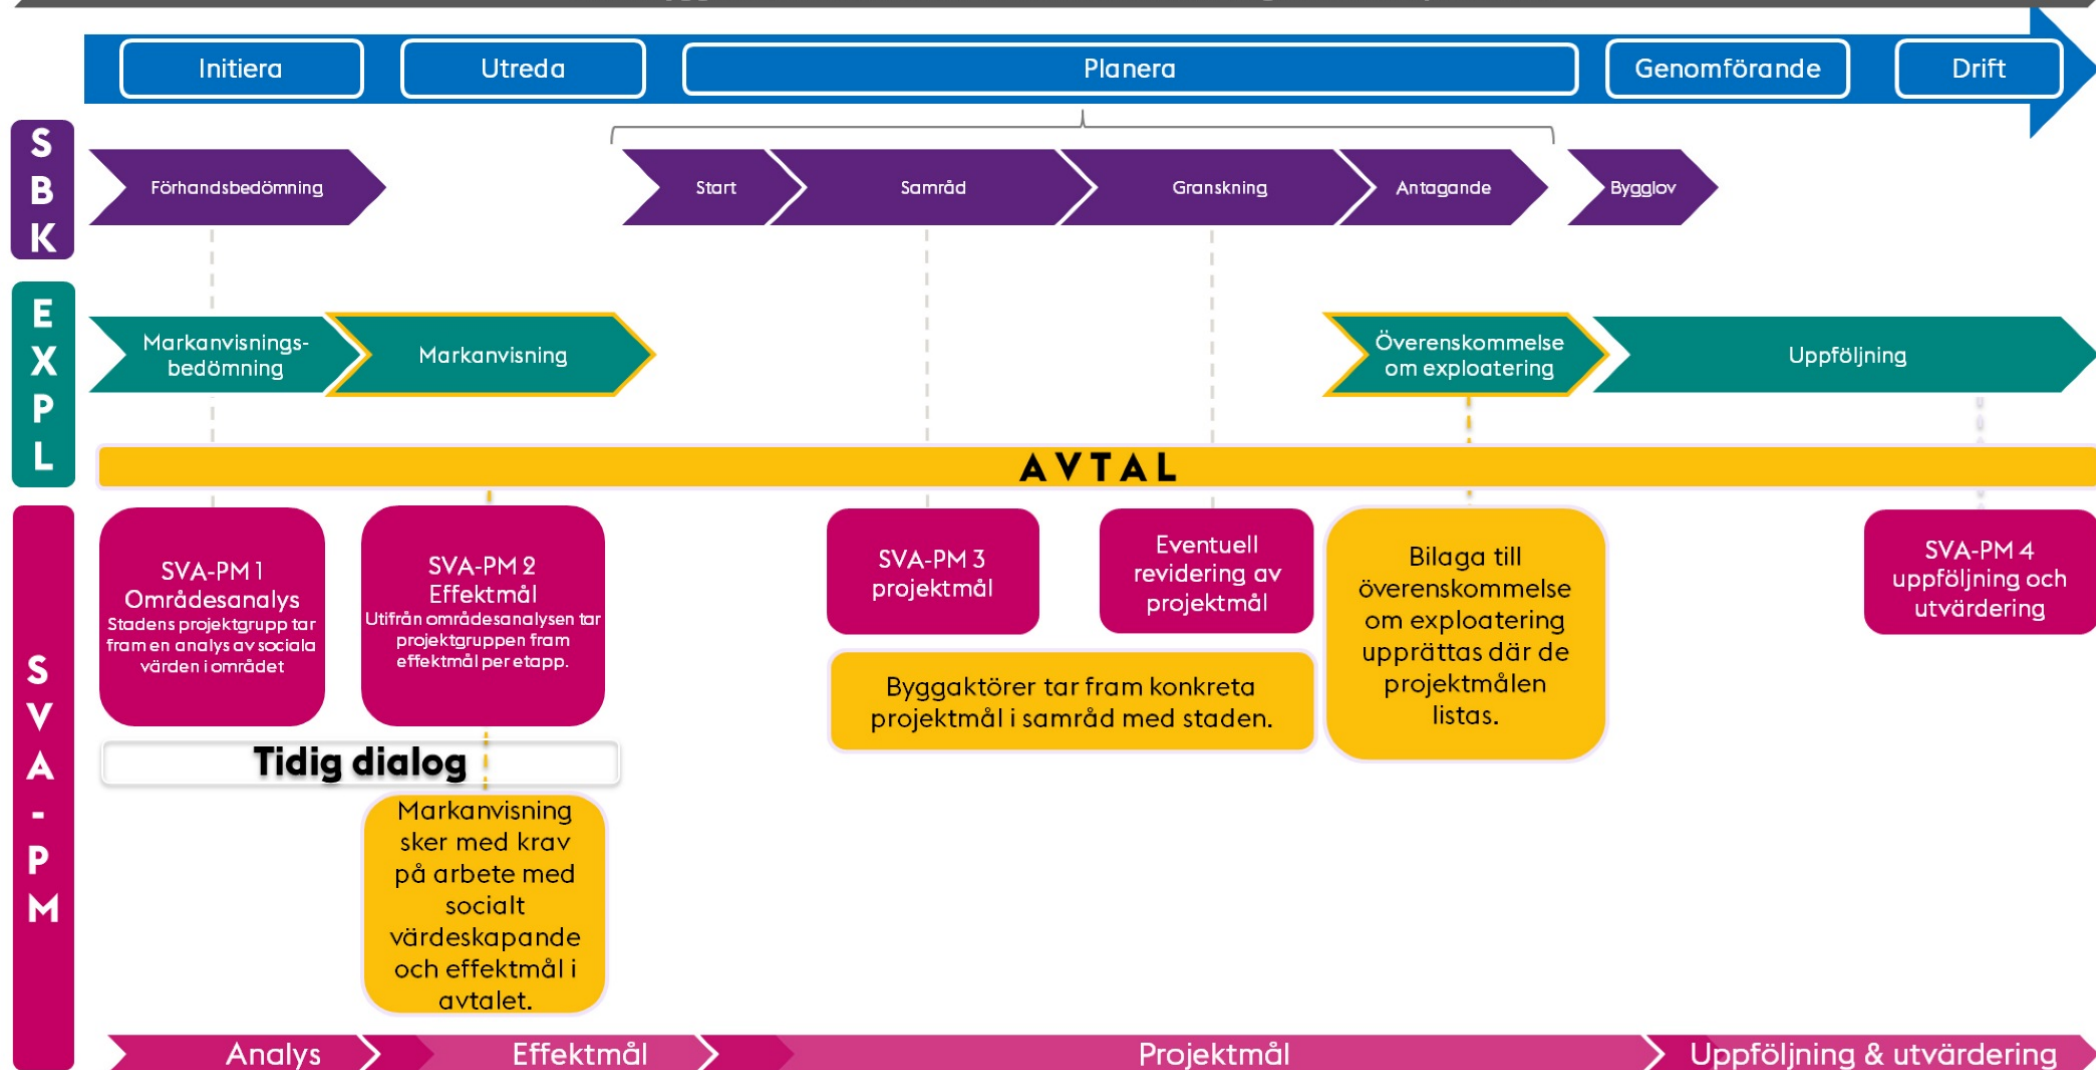 Initiera
Utreda
Planera
Genomförande
Drift
S
B
K
Förhandsbedömning
Start
Samråd
Granskning
Antagande
Bygglov
E
X
P
L
Markanvisnings-
bedömning
Markanvisning
Överenskommelse
om exploatering
Uppföljning
AVTAL
S
V
A
-
P
M
SVA-PM 1
Områdesanalys
Stadens projektgrupp tar
fram en analys av sociala
värden i området
SVA-PM 2
Effektmål
Utifrån områdesanalysen tar
projektgruppen fram
effektmål per etapp.
SVA-PM 3
projektmål
Eventuell
revidering av
projektmål
Bilaga till
överenskommelse
om exploatering
upprättas där de
projektmålen
listas.
SVA-PM 4
uppföljning och
utvärdering
Byggaktörer tar fram konkreta
projektmål i samråd med staden.
Tidig dialog
Markanvisning
sker med krav
på arbete med
socialt
värdeskapande
och effektmål i
avtalet.
Analys
Effektmål
Projektmål
Uppföljning & utvärdering